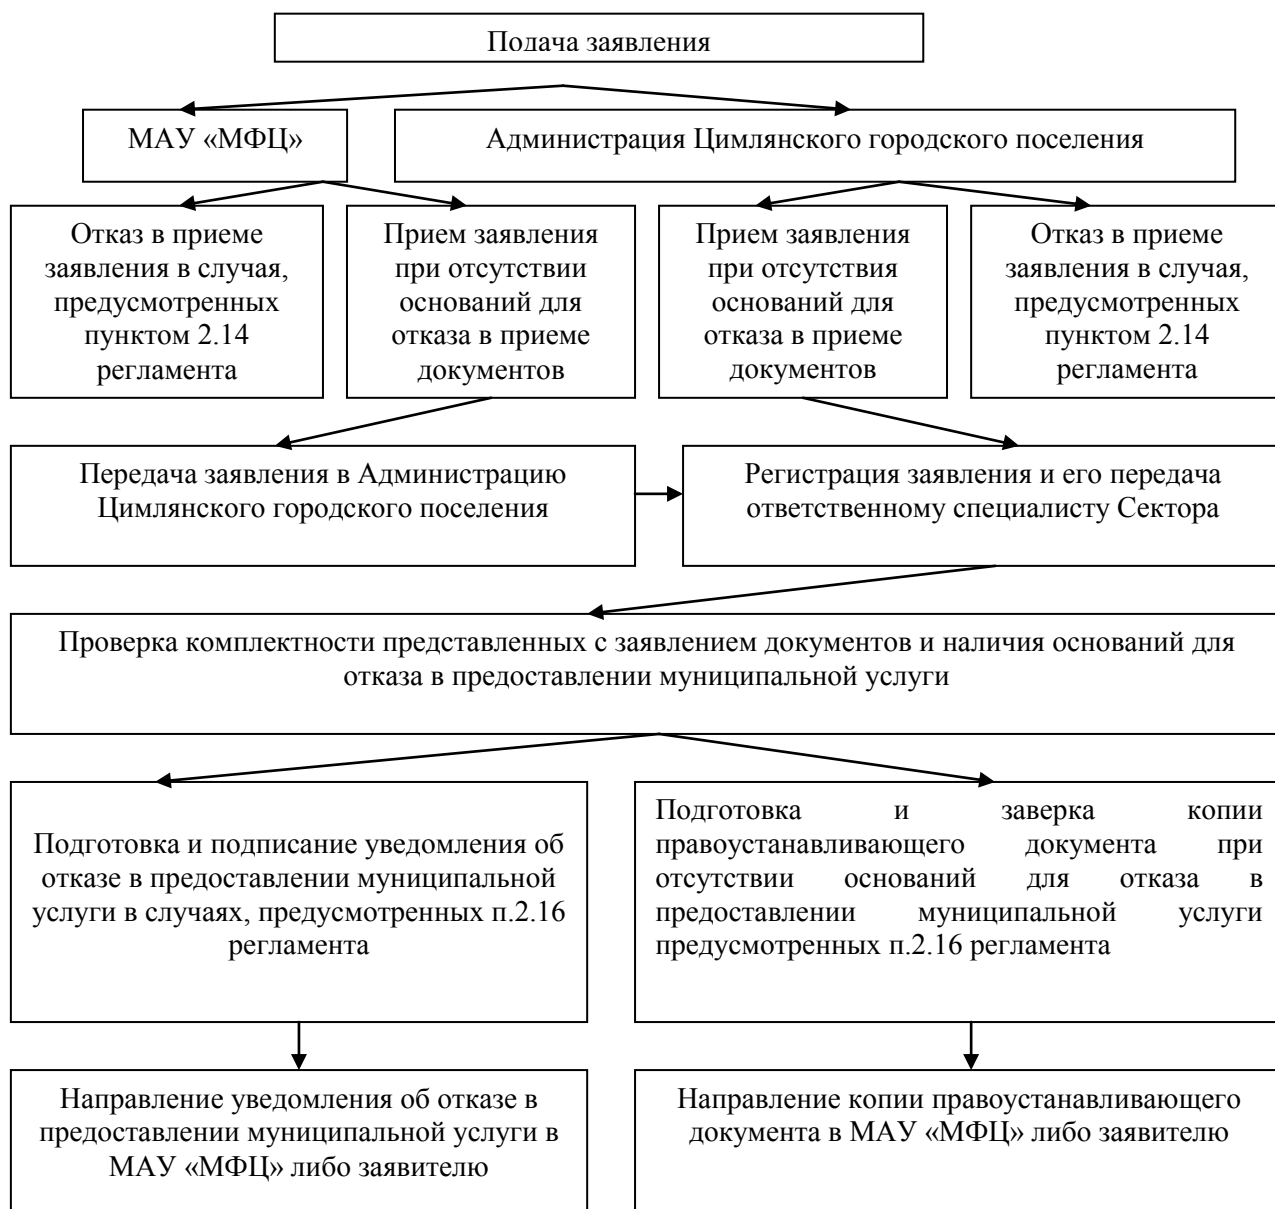 Подача заявления
МАУ «МФЦ»
Администрация Цимлянского городского поселения
Отказ в приеме
заявления в случая,
предусмотренных
пунктом 2.14
регламента
Прием заявления
при отсутствии
оснований для
отказа в приеме
документов
Прием заявления
при отсутствия
оснований для
отказа в приеме
документов
Отказ в приеме
заявления в случая,
предусмотренных
пунктом 2.14
регламента
Передача заявления в Администрацию
Цимлянского городского поселения
Регистрация заявления и его передача
ответственному специалисту Сектора
Проверка комплектности представленных с заявлением документов и наличия оснований для
отказа в предоставлении муниципальной услуги
Подготовка и подписание уведомления об
отказе в предоставлении муниципальной
услуги в случаях, предусмотренных п.2.16
регламента
Подготовка и заверка копии
правоустанавливающего документа при
отсутствии оснований для отказа в
предоставлении муниципальной услуги
предусмотренных п.2.16 регламента
Направление уведомления об отказе в
предоставлении муниципальной услуги в
МАУ «МФЦ» либо заявителю
Направление копии правоустанавливающего
документа в МАУ «МФЦ» либо заявителю